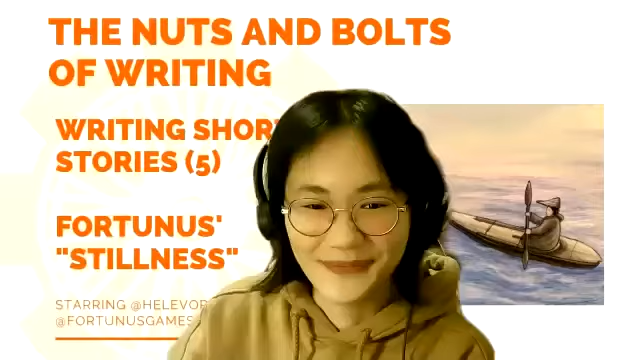 THE NUTS AND BOLTS
OF WRITING
WRITING SHORT
STORIES (5)
FORTUNUS'
"STILLNESS"
STARRING @HELEVOR
@FORTUNUSGAMES